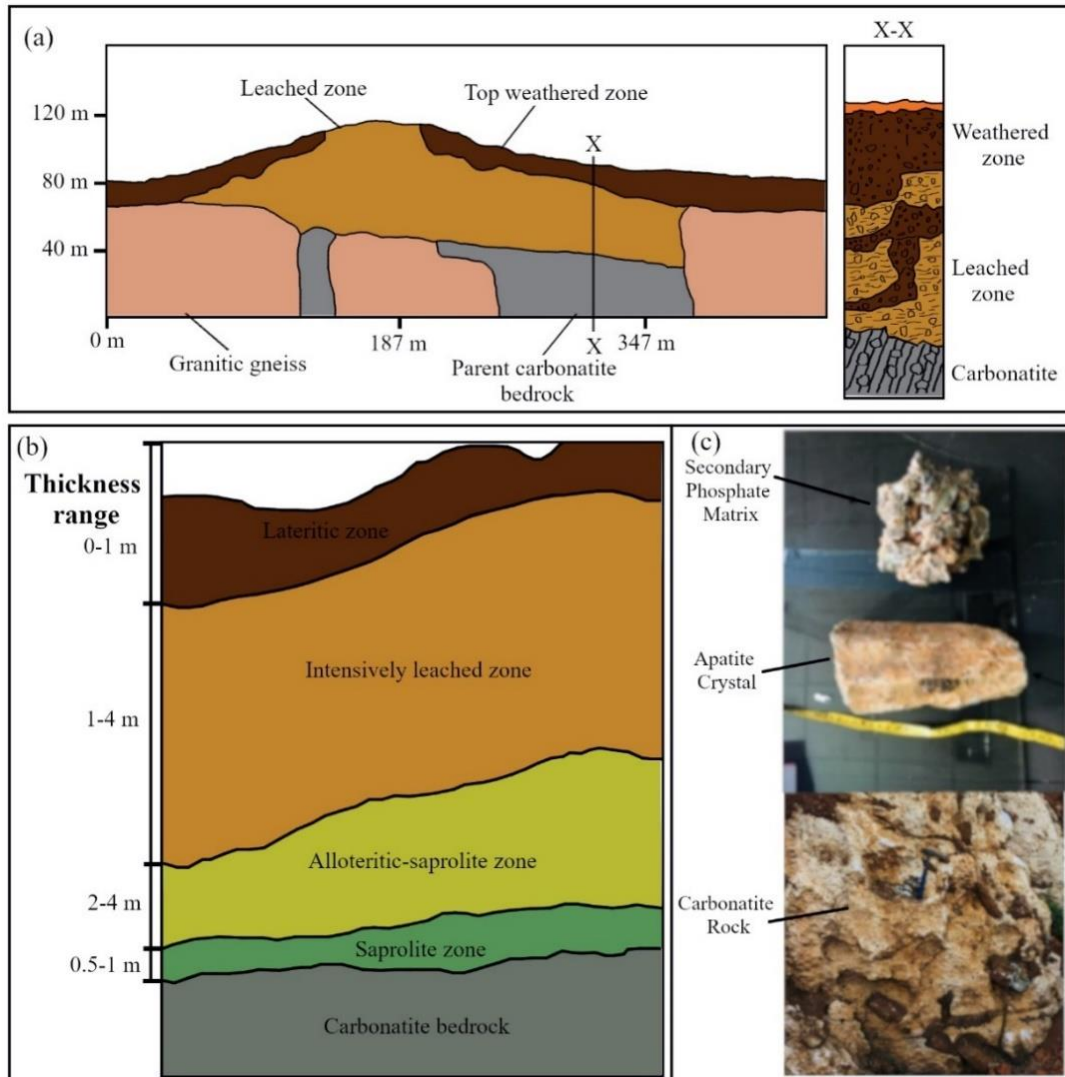 (a)
X-X
Leached zone
Top weathered zone
120 m
80 m
40 m
X
X
0 m
187 m
347 m
Granitic gneiss
Parent carbonatite
bedrock
Weathered
zone
Leached
zone
Carbonatite
(b)
Thickness
range
0-1 m
1-4 m
2-4 m
0.5-1 m
Lateritic zone
Intensively leached zone
Alloteritic-saprolite zone
Saprolite zone
Carbonatite bedrock
(c)
Secondary
Phosphate
Matrix
Apatite
Crystal
Carbonatite
Rock